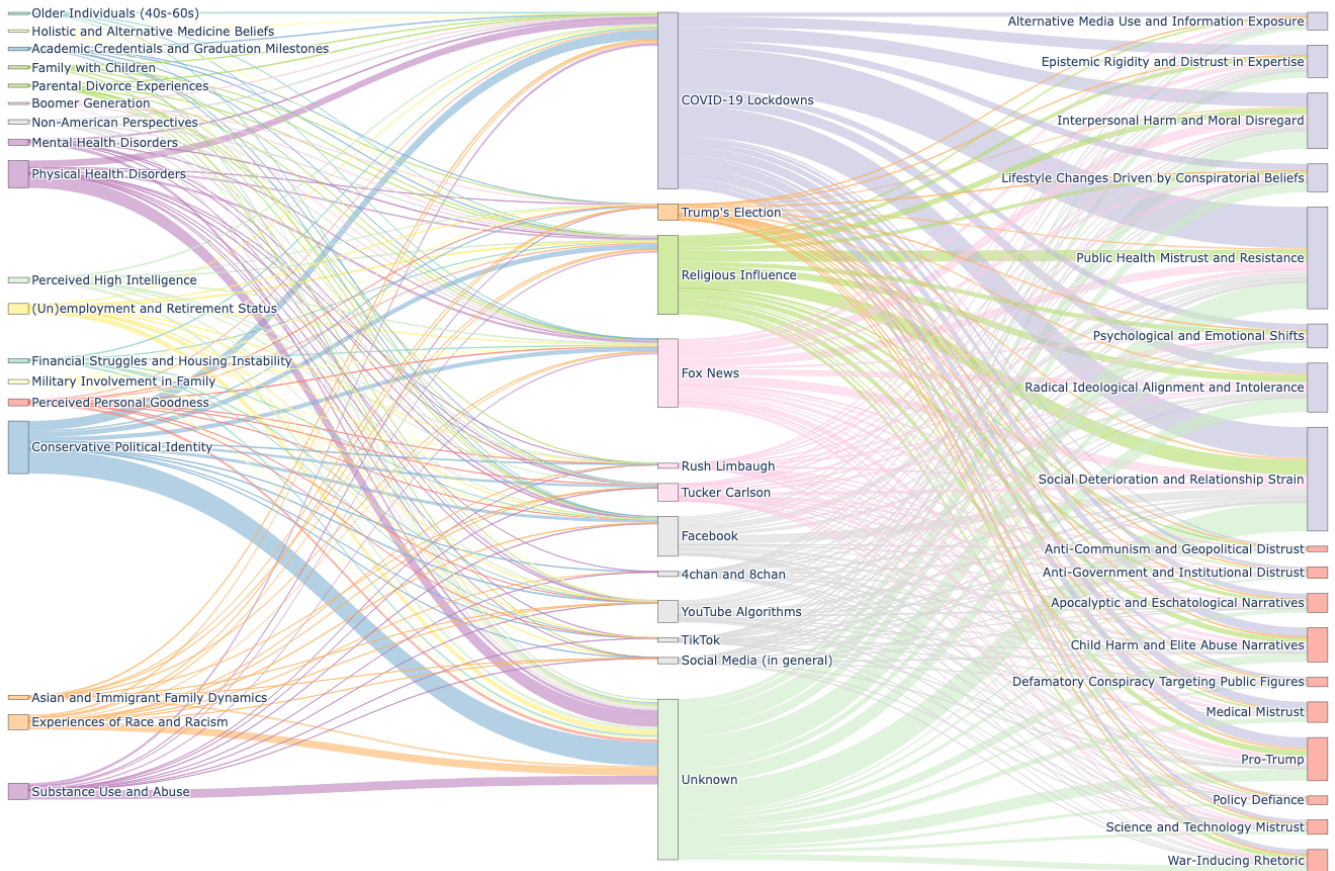 Older Individuals (40s-60s)
Holistic and Alternative Medicine Beliefs
Academic Credentials and Graduation Milestones
Family with Children
Parental Divorce Experiences
Boomer Generation
Non-American Perspectives
Mental Health Disorders
Physical Health Disorders
Perceived High Intelligence
(Un)employment and Retirement Status
Financial Struggles and Housing Instability
Military Involvement in Family
Perceived Personal Goodness
Conservative Political Identity
Asian and Immigrant Family Dynamics
Experiences of Race and Racism
Substance Use and Abuse
COVID-19 Lockdowns
Trump's Election
Religious Influence
Fox News
Rush Limbaugh
Tucker Carlson
Facebook
4chan and 8chan
YouTube Algorithms
TikTok
Social Media (in general)
Unknown
Alternative Media Use and Information Exposure
Epistemic Rigidity and Distrust in Expertise
Interpersonal Harm and Moral Disregard
Lifestyle Changes Driven by Conspiratorial Beliefs
Public Health Mistrust and Resistance
Psychological and Emotional Shifts
Radical Ideological Alignment and Intolerance
Social Deterioration and Relationship Strain
Anti-Communism and Geopolitical Distrust
Anti-Government and Institutional Distrust
Apocalyptic and Eschatological Narratives
Child Harm and Elite Abuse Narratives
Defamatory Conspiracy Targeting Public Figures
Medical Mistrust
Pro-Trump
Policy Defiance
Science and Technology Mistrust
War-Inducing Rhetoric